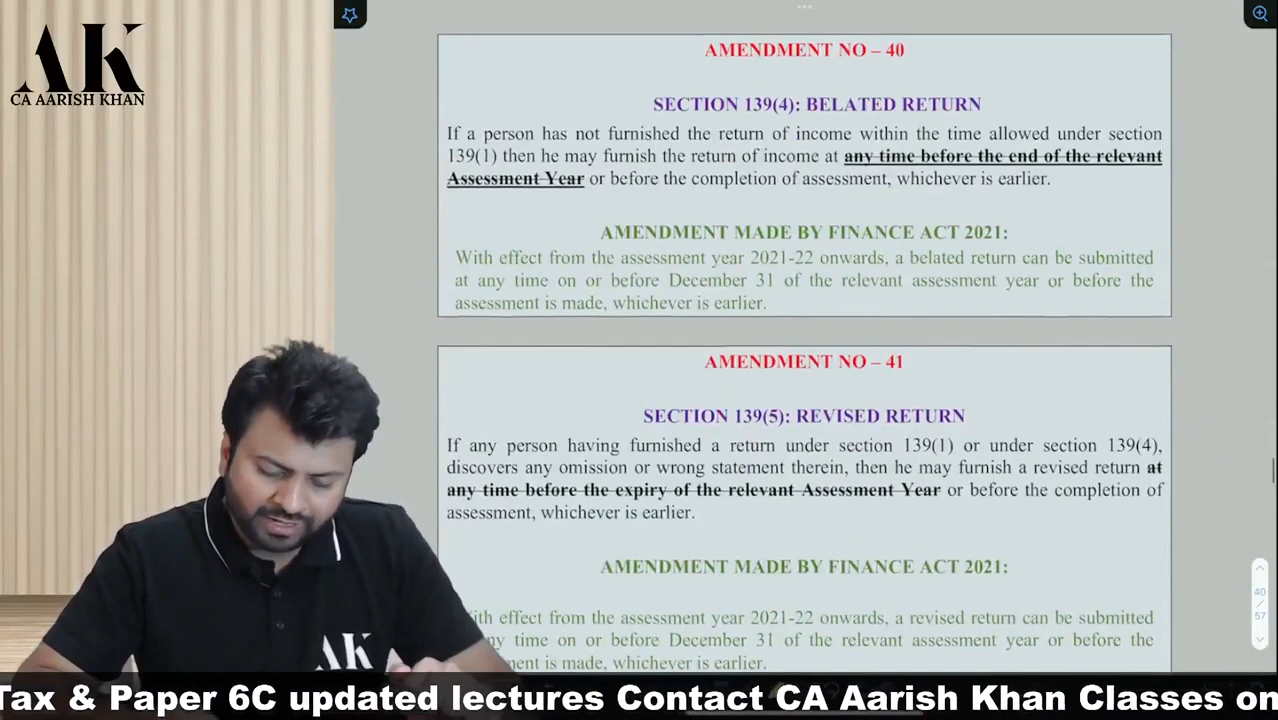 AK
CA AARISH KHAN
AMENDMENT NO – 40
SECTION 139(4): BELATED RETURN
If a person has not furnished the return of income within the time allowed under section
139(1) then he may furnish the return of income at any time before the end of the relevant
Assessment Year or before the completion of assessment, whichever is earlier.
AMENDMENT MADE BY FINANCE ACT 2021:
With effect from the assessment year 2021-22 onwards, a belated return can be submitted
at any time on or before December 31 of the relevant assessment year or before the
assessment is made, whichever is earlier.
AMENDMENT NO – 41
SECTION 139(5): REVISED RETURN
If any person having furnished a return under section 139(1) or under section 139(4),
discovers any omission or wrong statement therein, then he may furnish a revised return at
any time before the expiry of the relevant Assessment Year or before the completion of
assessment, whichever is earlier.
AMENDMENT MADE BY FINANCE ACT 2021:
effect from the assessment year 2021-22 onwards, a revised return can be submitted
time on or before December 31 of the relevant assessment year or before the
is made, whichever is earlier.
40
/
57
AK
Tax & Paper 6C updated lectures Contact CA Aarish Khan Classes on